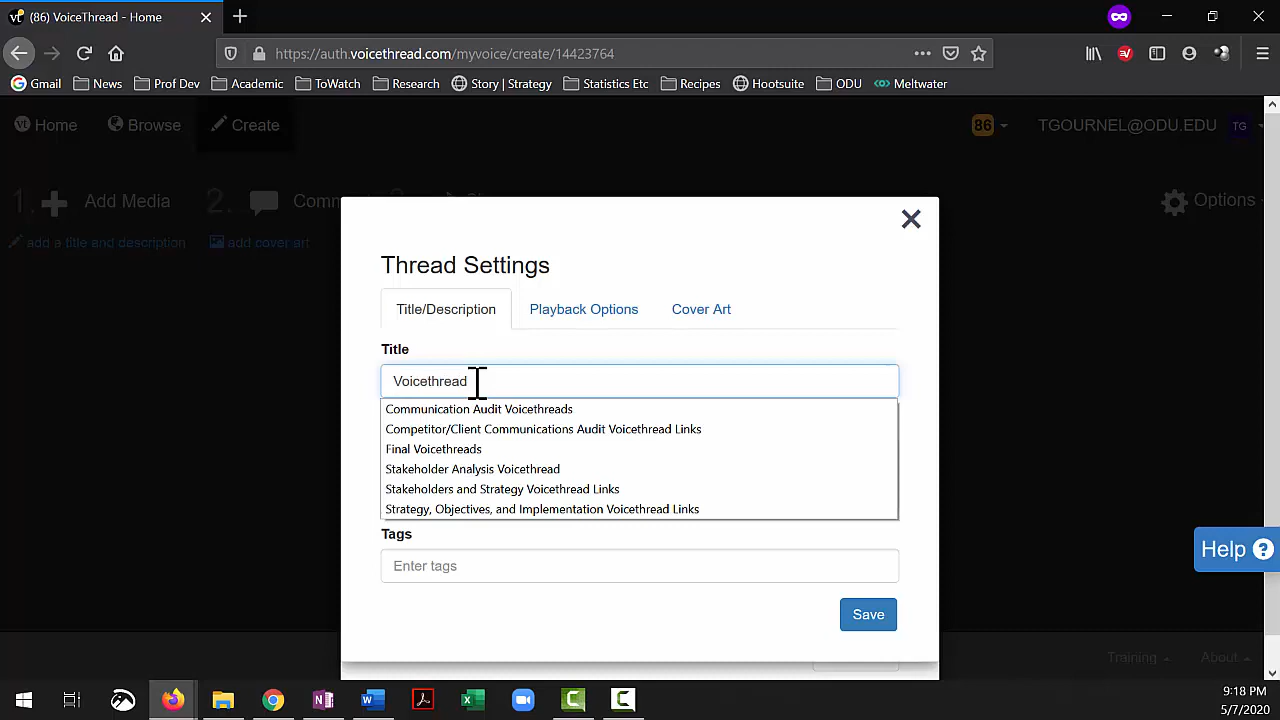 (86) VoiceThread - Home
https://auth.voicethread.com/myvoice/create/14423764
Gmail News Prof Dev Academic ToWatch Research Story | Strategy Statistics Etc Recipes Hootsuite ODU Meltwater
Home Browse Create 86 TGOURNEL@ODU.EDU TG
1. Add Media 2. Comm 3 Options
add a title and description add cover art
Thread Settings
Title/Description Playback Options Cover Art
Title
Voicethread
Communication Audit Voicethreads
Competitor/Client Communications Audit Voicethread Links
Final Voicethreads
Stakeholder Analysis Voicethread
Stakeholders and Strategy Voicethread Links
Strategy, Objectives, and Implementation Voicethread Links
Tags
Enter tags
Help ?
Save
Training About
9:18 PM
5/7/2020